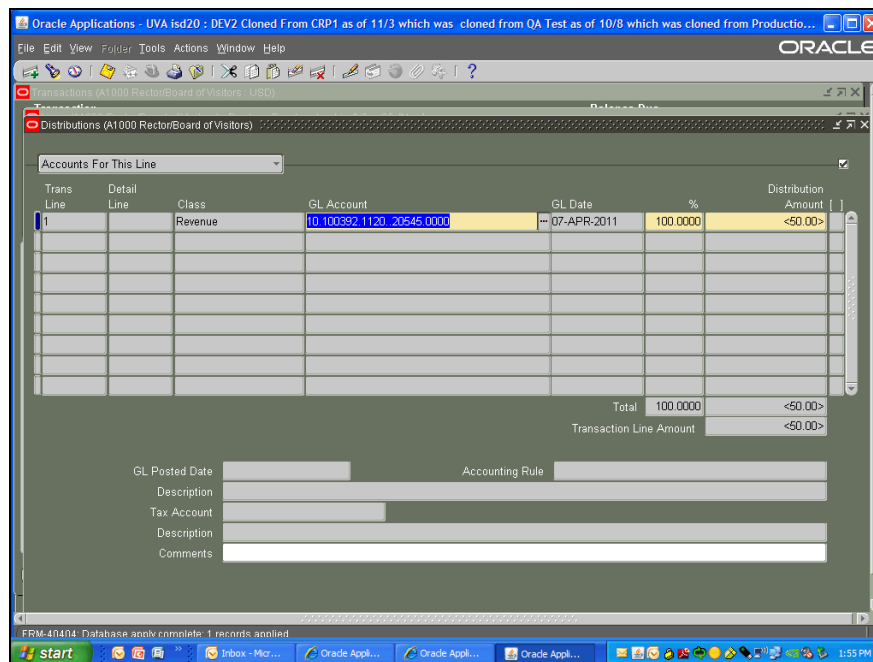 Oracle Applications - UVA isd20 : DEV2 Cloned From CRP1 as of 11/3 which was cloned from QA Test as of 10/8 which was cloned from Productio...
File Edit View Folder Tools Actions Window Help
ORACLE
Transactions (A1000 Rector/Board of Visitors : USD)
Transaction Balance Due
Distributions (A1000 Rector/Board of Visitors)
Accounts For This Line
Trans Detail Distribution
Line Line Class GL Account GL Date % Amount [ ]
1 Revenue 10.100392.1120..20545.0000 ... 07-APR-2011 100.0000 <50.00>
Total 100.0000 <50.00>
Transaction Line Amount <50.00>
GL Posted Date Accounting Rule
Description
Tax Account
Description
Comments
FRM-40404: Database apply complete: 1 records applied
start Inbox - Micr... Oracle Appli... Oracle Appli... Oracle Appli... 1:55 PM